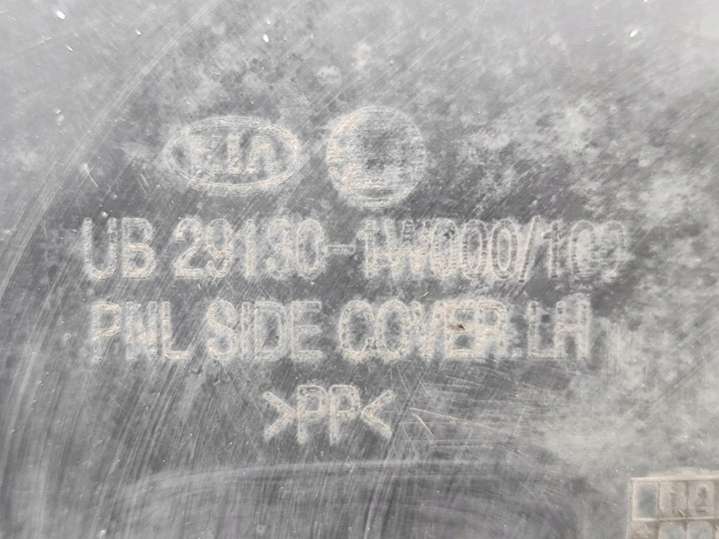 KIA
UB 29130-1W000/100
PNL SIDE COVER.LH
>PP<